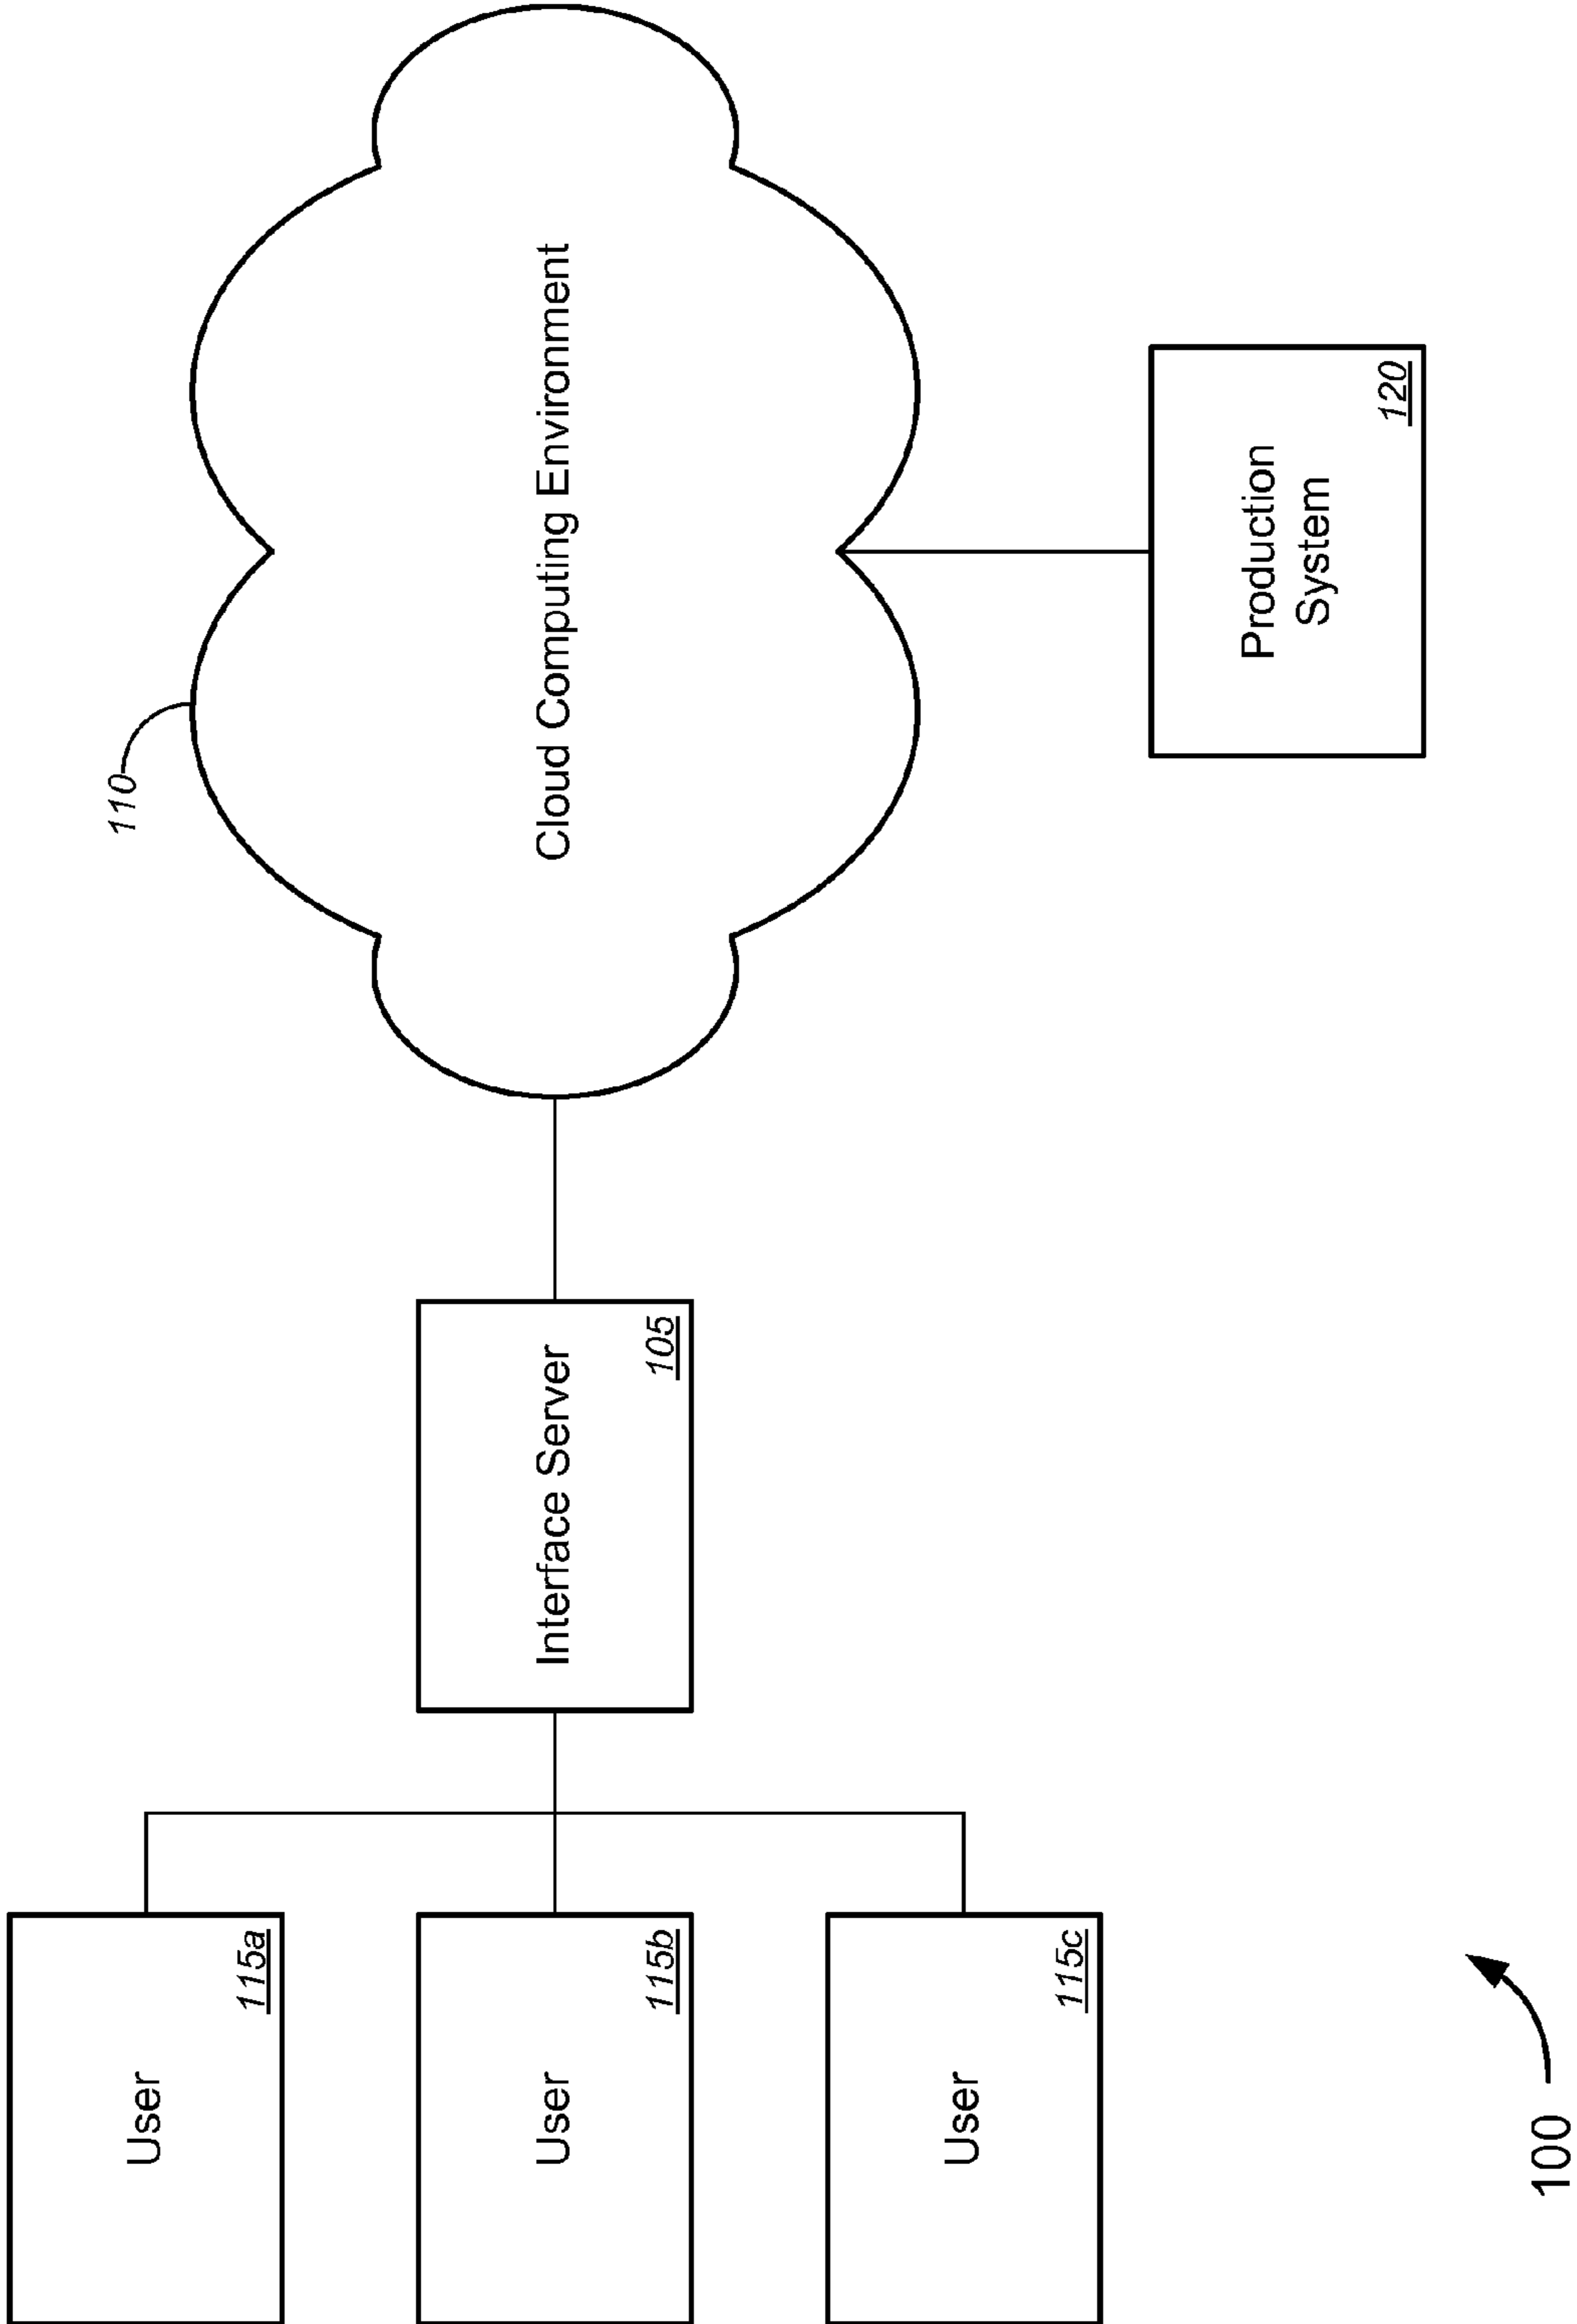 110
Cloud Computing Environment
User
115a
User
115b
User
115c
Interface Server
105
Production
System
120
100